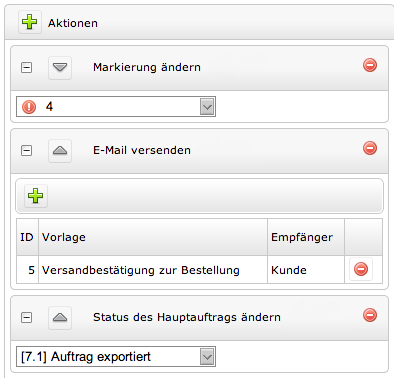 Aktionen
Markierung ändern
4
E-Mail versenden
ID Vorlage Empfänger
5 Versandbestätigung zur Bestellung Kunde
Status des Hauptauftrags ändern
[7.1] Auftrag exportiert